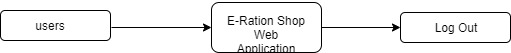 users
E-Ration Shop
Web
Application
Log Out